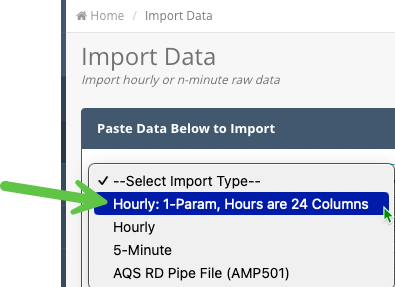 Home / Import Data
Import Data
Import hourly or n-minute raw data
Paste Data Below to Import
✓ --Select Import Type--
Hourly: 1-Param, Hours are 24 Columns
Hourly
5-Minute
AQS RD Pipe File (AMP501)